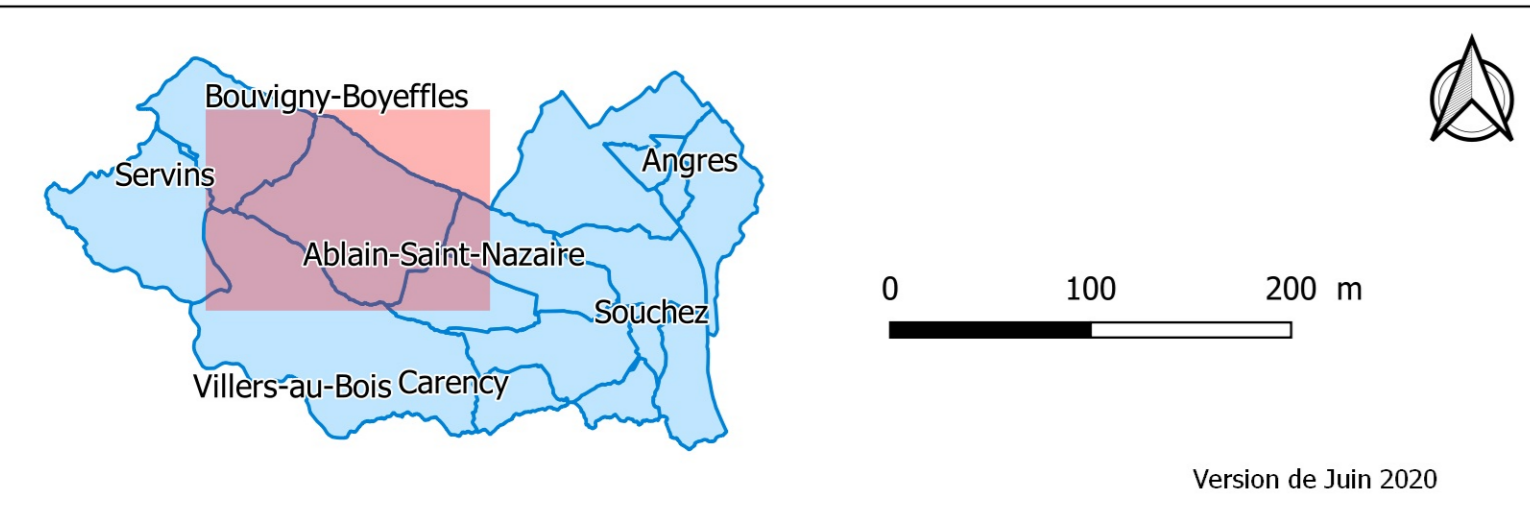 Bouvigny-Boyeffles
Servins
Angres
Ablain-Saint-Nazaire
Souchez
Villers-au-Bois
Carency
0 100 200 m
Version de Juin 2020